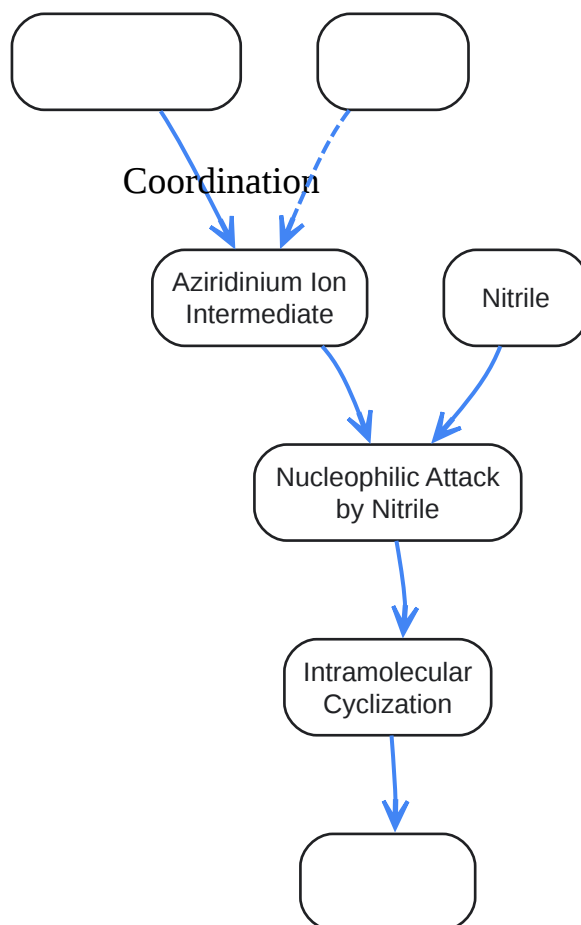 Coordination
Aziridinium Ion
Intermediate
Nitrile
Nucleophilic Attack
by Nitrile
Intramolecular
Cyclization